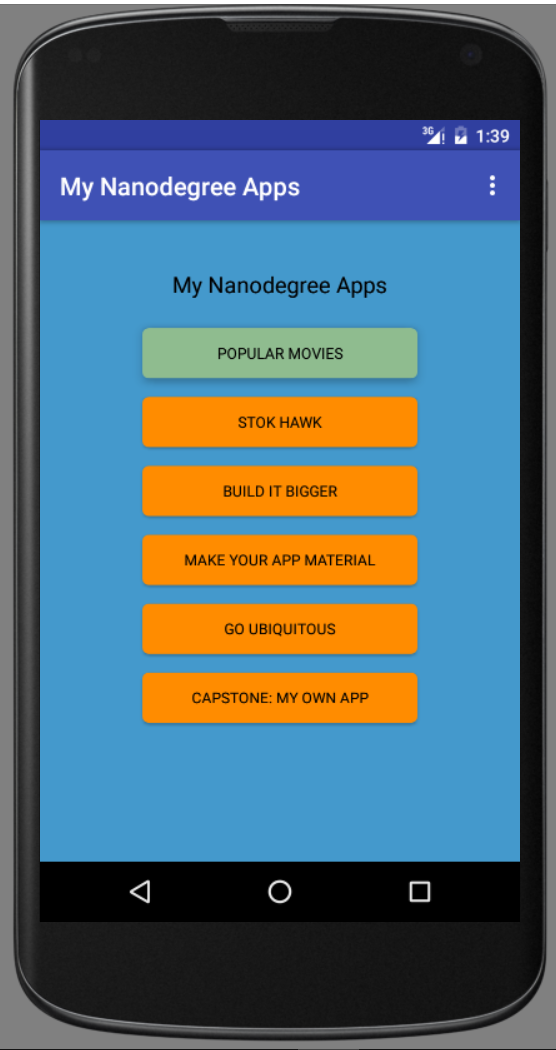 3G 1:39
My Nanodegree Apps
My Nanodegree Apps
POPULAR MOVIES
STOK HAWK
BUILD IT BIGGER
MAKE YOUR APP MATERIAL
GO UBIQUITOUS
CAPSTONE: MY OWN APP